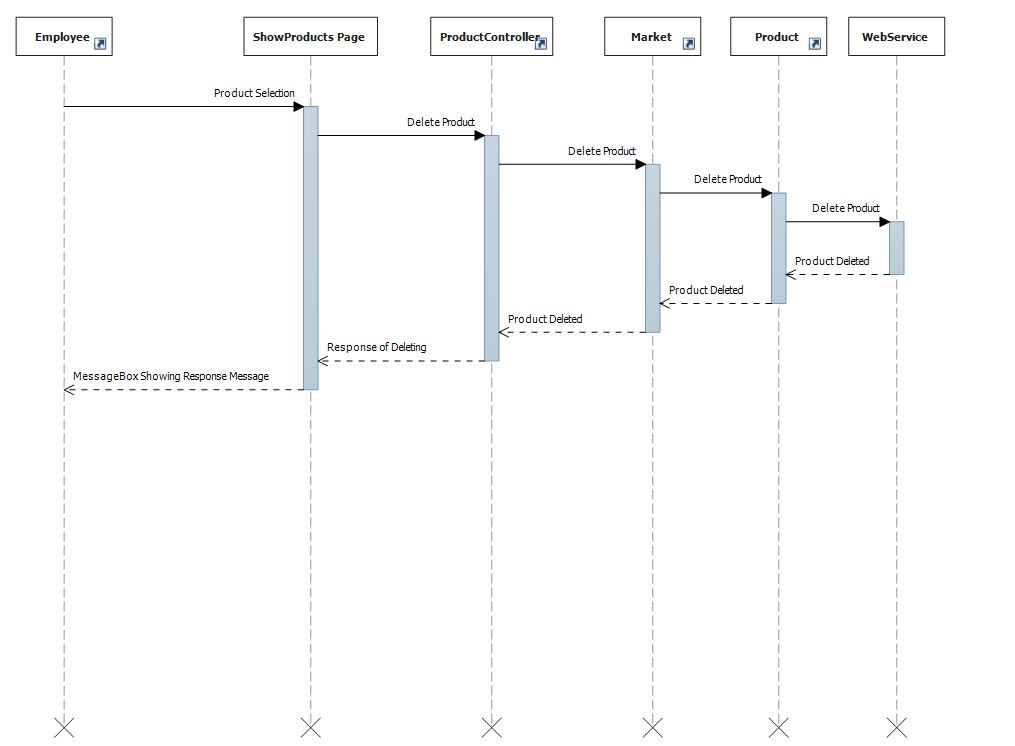 Employee
ShowProducts Page
ProductController
Market
Product
WebService
Product Selection
Delete Product
Delete Product
Delete Product
Delete Product
Product Deleted
Product Deleted
Product Deleted
Response of Deleting
MessageBox Showing Response Message